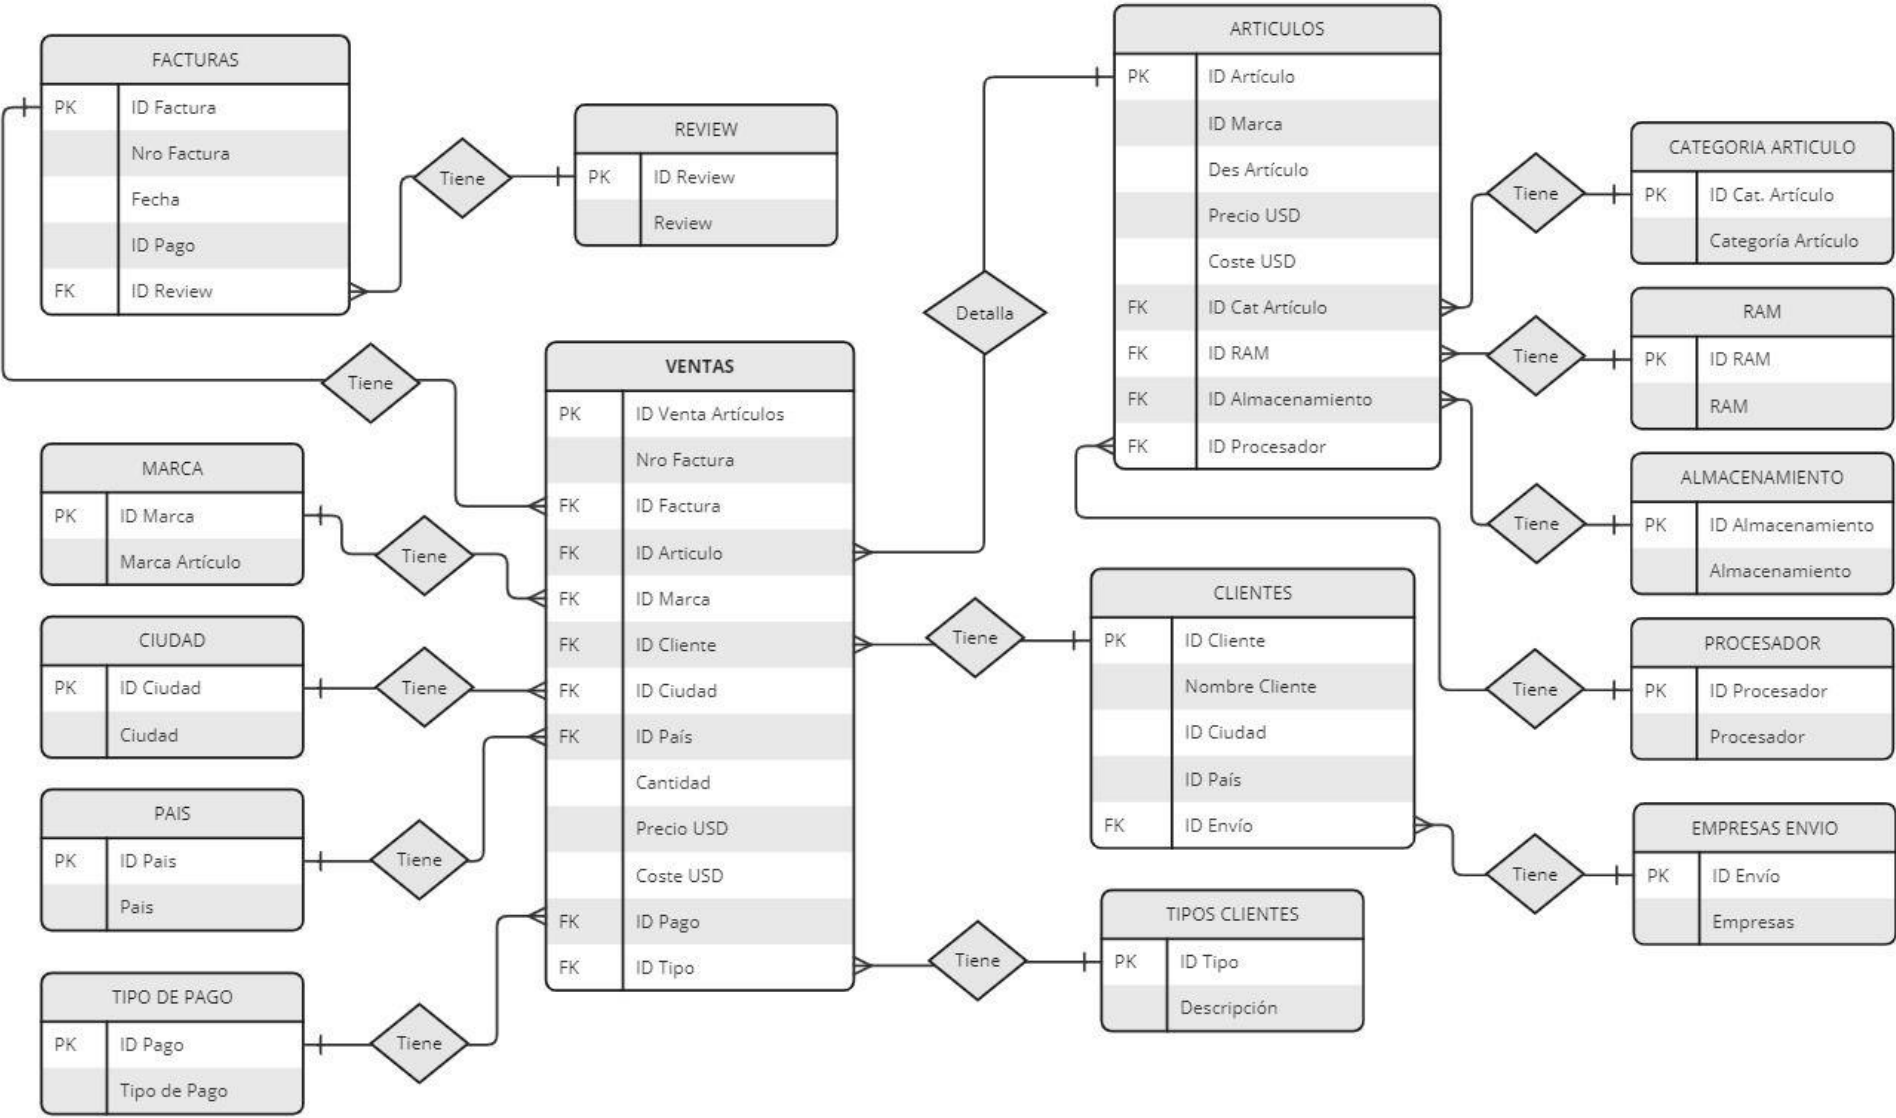 FACTURAS
PK ID Factura
Nro Factura
Fecha
ID Pago
FK ID Review
Tiene
REVIEW
PK ID Review
Review
Tiene
MARCA
PK ID Marca
Marca Artículo
Tiene
CIUDAD
PK ID Ciudad
Ciudad
Tiene
PAIS
PK ID Pais
Pais
Tiene
TIPO DE PAGO
PK ID Pago
Tipo de Pago
Tiene
VENTAS
PK ID Venta Artículos
Nro Factura
FK ID Factura
FK ID Articulo
FK ID Marca
FK ID Cliente
FK ID Ciudad
FK ID País
Cantidad
Precio USD
Coste USD
FK ID Pago
FK ID Tipo
Detalla
Tiene
Tiene
ARTICULOS
PK ID Artículo
ID Marca
Des Artículo
Precio USD
Coste USD
FK ID Cat Artículo
FK ID RAM
FK ID Almacenamiento
FK ID Procesador
CLIENTES
PK ID Cliente
Nombre Cliente
ID Ciudad
ID País
FK ID Envío
TIPOS CLIENTES
PK ID Tipo
Descripción
Tiene
CATEGORIA ARTICULO
PK ID Cat. Artículo
Categoría Artículo
Tiene
RAM
PK ID RAM
RAM
Tiene
ALMACENAMIENTO
PK ID Almacenamiento
Almacenamiento
Tiene
PROCESADOR
PK ID Procesador
Procesador
Tiene
EMPRESAS ENVIO
PK ID Envío
Empresas